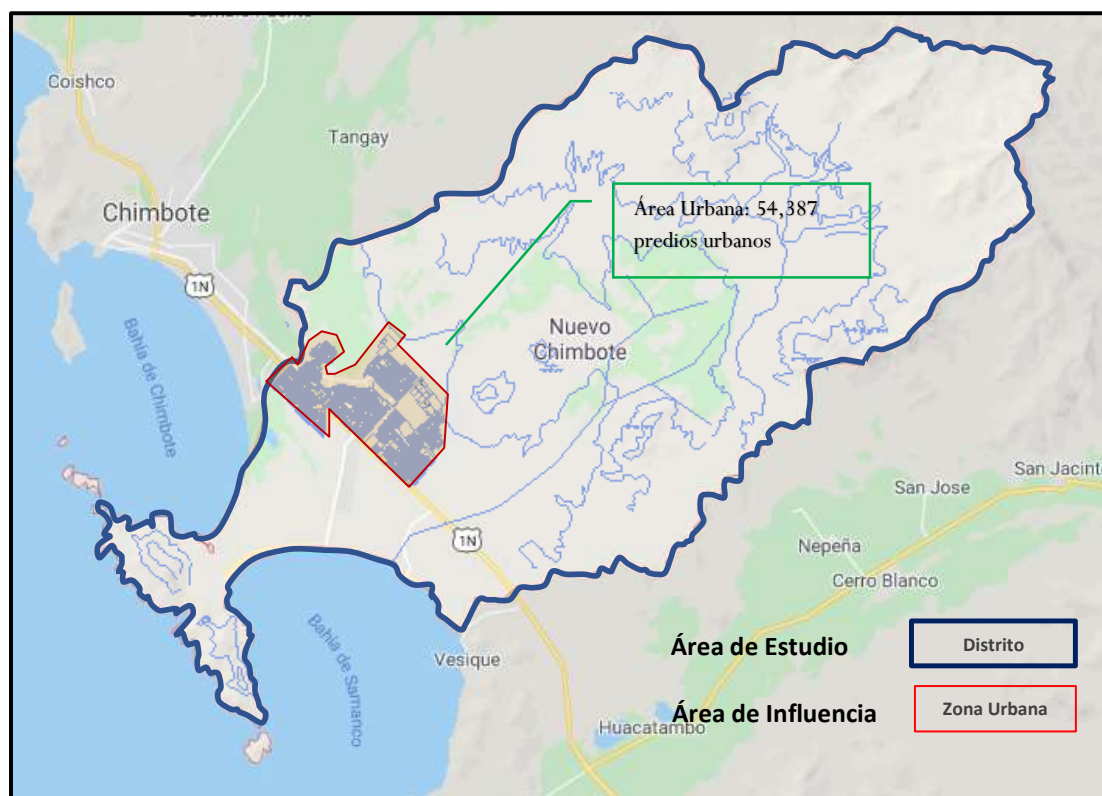 Coishco
Tangay
Chimbote
1N
Área Urbana: 54,387
predios urbanos
Nuevo
Chimbote
Bahía de Chimbote
San Jacinto
San Jose
1N
Nepeña
Cerro Blanco
Bahía de Samanco
Vesique
Área de Estudio
Distrito
Área de Influencia
Zona Urbana
Huacatambo